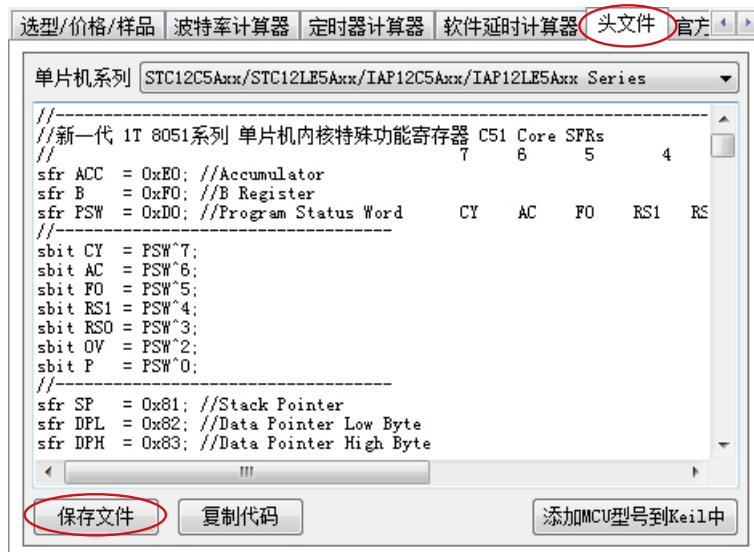 选型/价格/样品 波特率计算器 定时器计算器 软件延时计算器 头文件 官方
单片机系列 STC12C5Axx/STC12LE5Axx/IAP12C5Axx/IAP12LE5Axx Series
//--------------------------------------------------------------------------------
//新一代 1T 8051系列 单片机内核特殊功能寄存器 C51 Core SFRs
// 7 6 5 4
sfr ACC = 0xE0; //Accumulator
sfr B = 0xF0; //B Register
sfr PSW = 0xD0; //Program Status Word CY AC F0 RS1 RS
//-----------------------------------
sbit CY = PSW^7;
sbit AC = PSW^6;
sbit F0 = PSW^5;
sbit RS1 = PSW^4;
sbit RS0 = PSW^3;
sbit OV = PSW^2;
sbit P = PSW^0;
//-----------------------------------
sfr SP = 0x81; //Stack Pointer
sfr DPL = 0x82; //Data Pointer Low Byte
sfr DPH = 0x83; //Data Pointer High Byte
保存文件 复制代码 添加MCU型号到Keil中